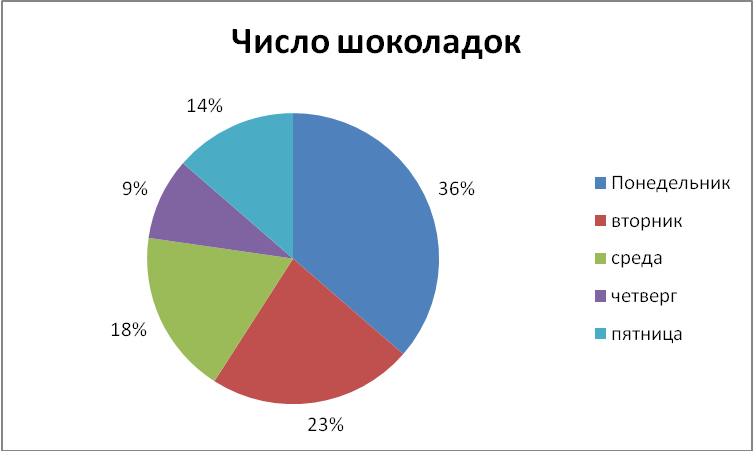 Число шоколадок
14%
36%
9%
18%
23%
Понедельник
вторник
среда
четверг
пятница